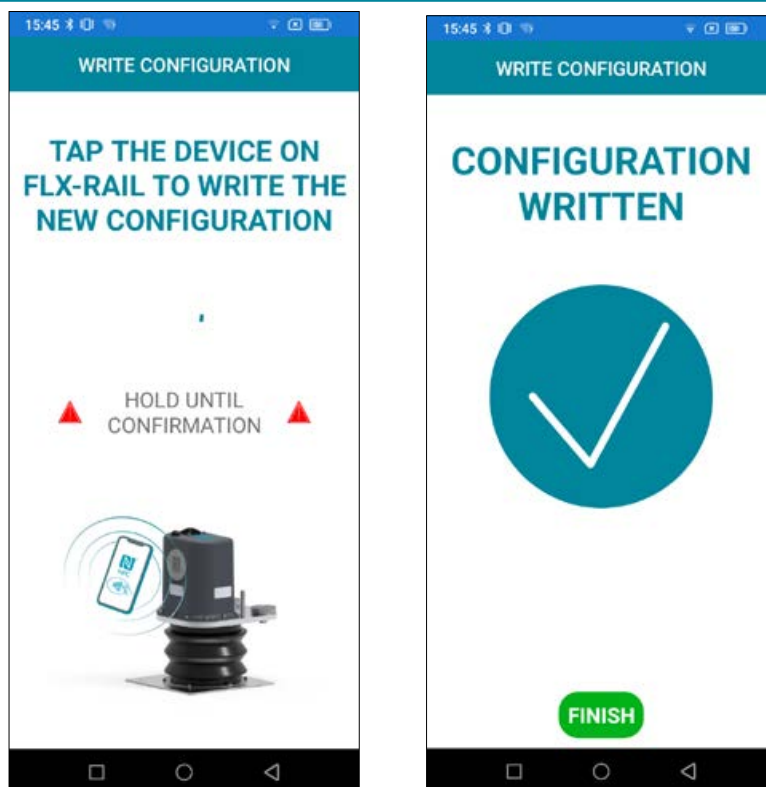 15:45
WRITE CONFIGURATION
TAP THE DEVICE ON
FLX-RAIL TO WRITE THE
NEW CONFIGURATION
HOLD UNTIL
CONFIRMATION
NFC
15:45
WRITE CONFIGURATION
CONFIGURATION
WRITTEN
FINISH